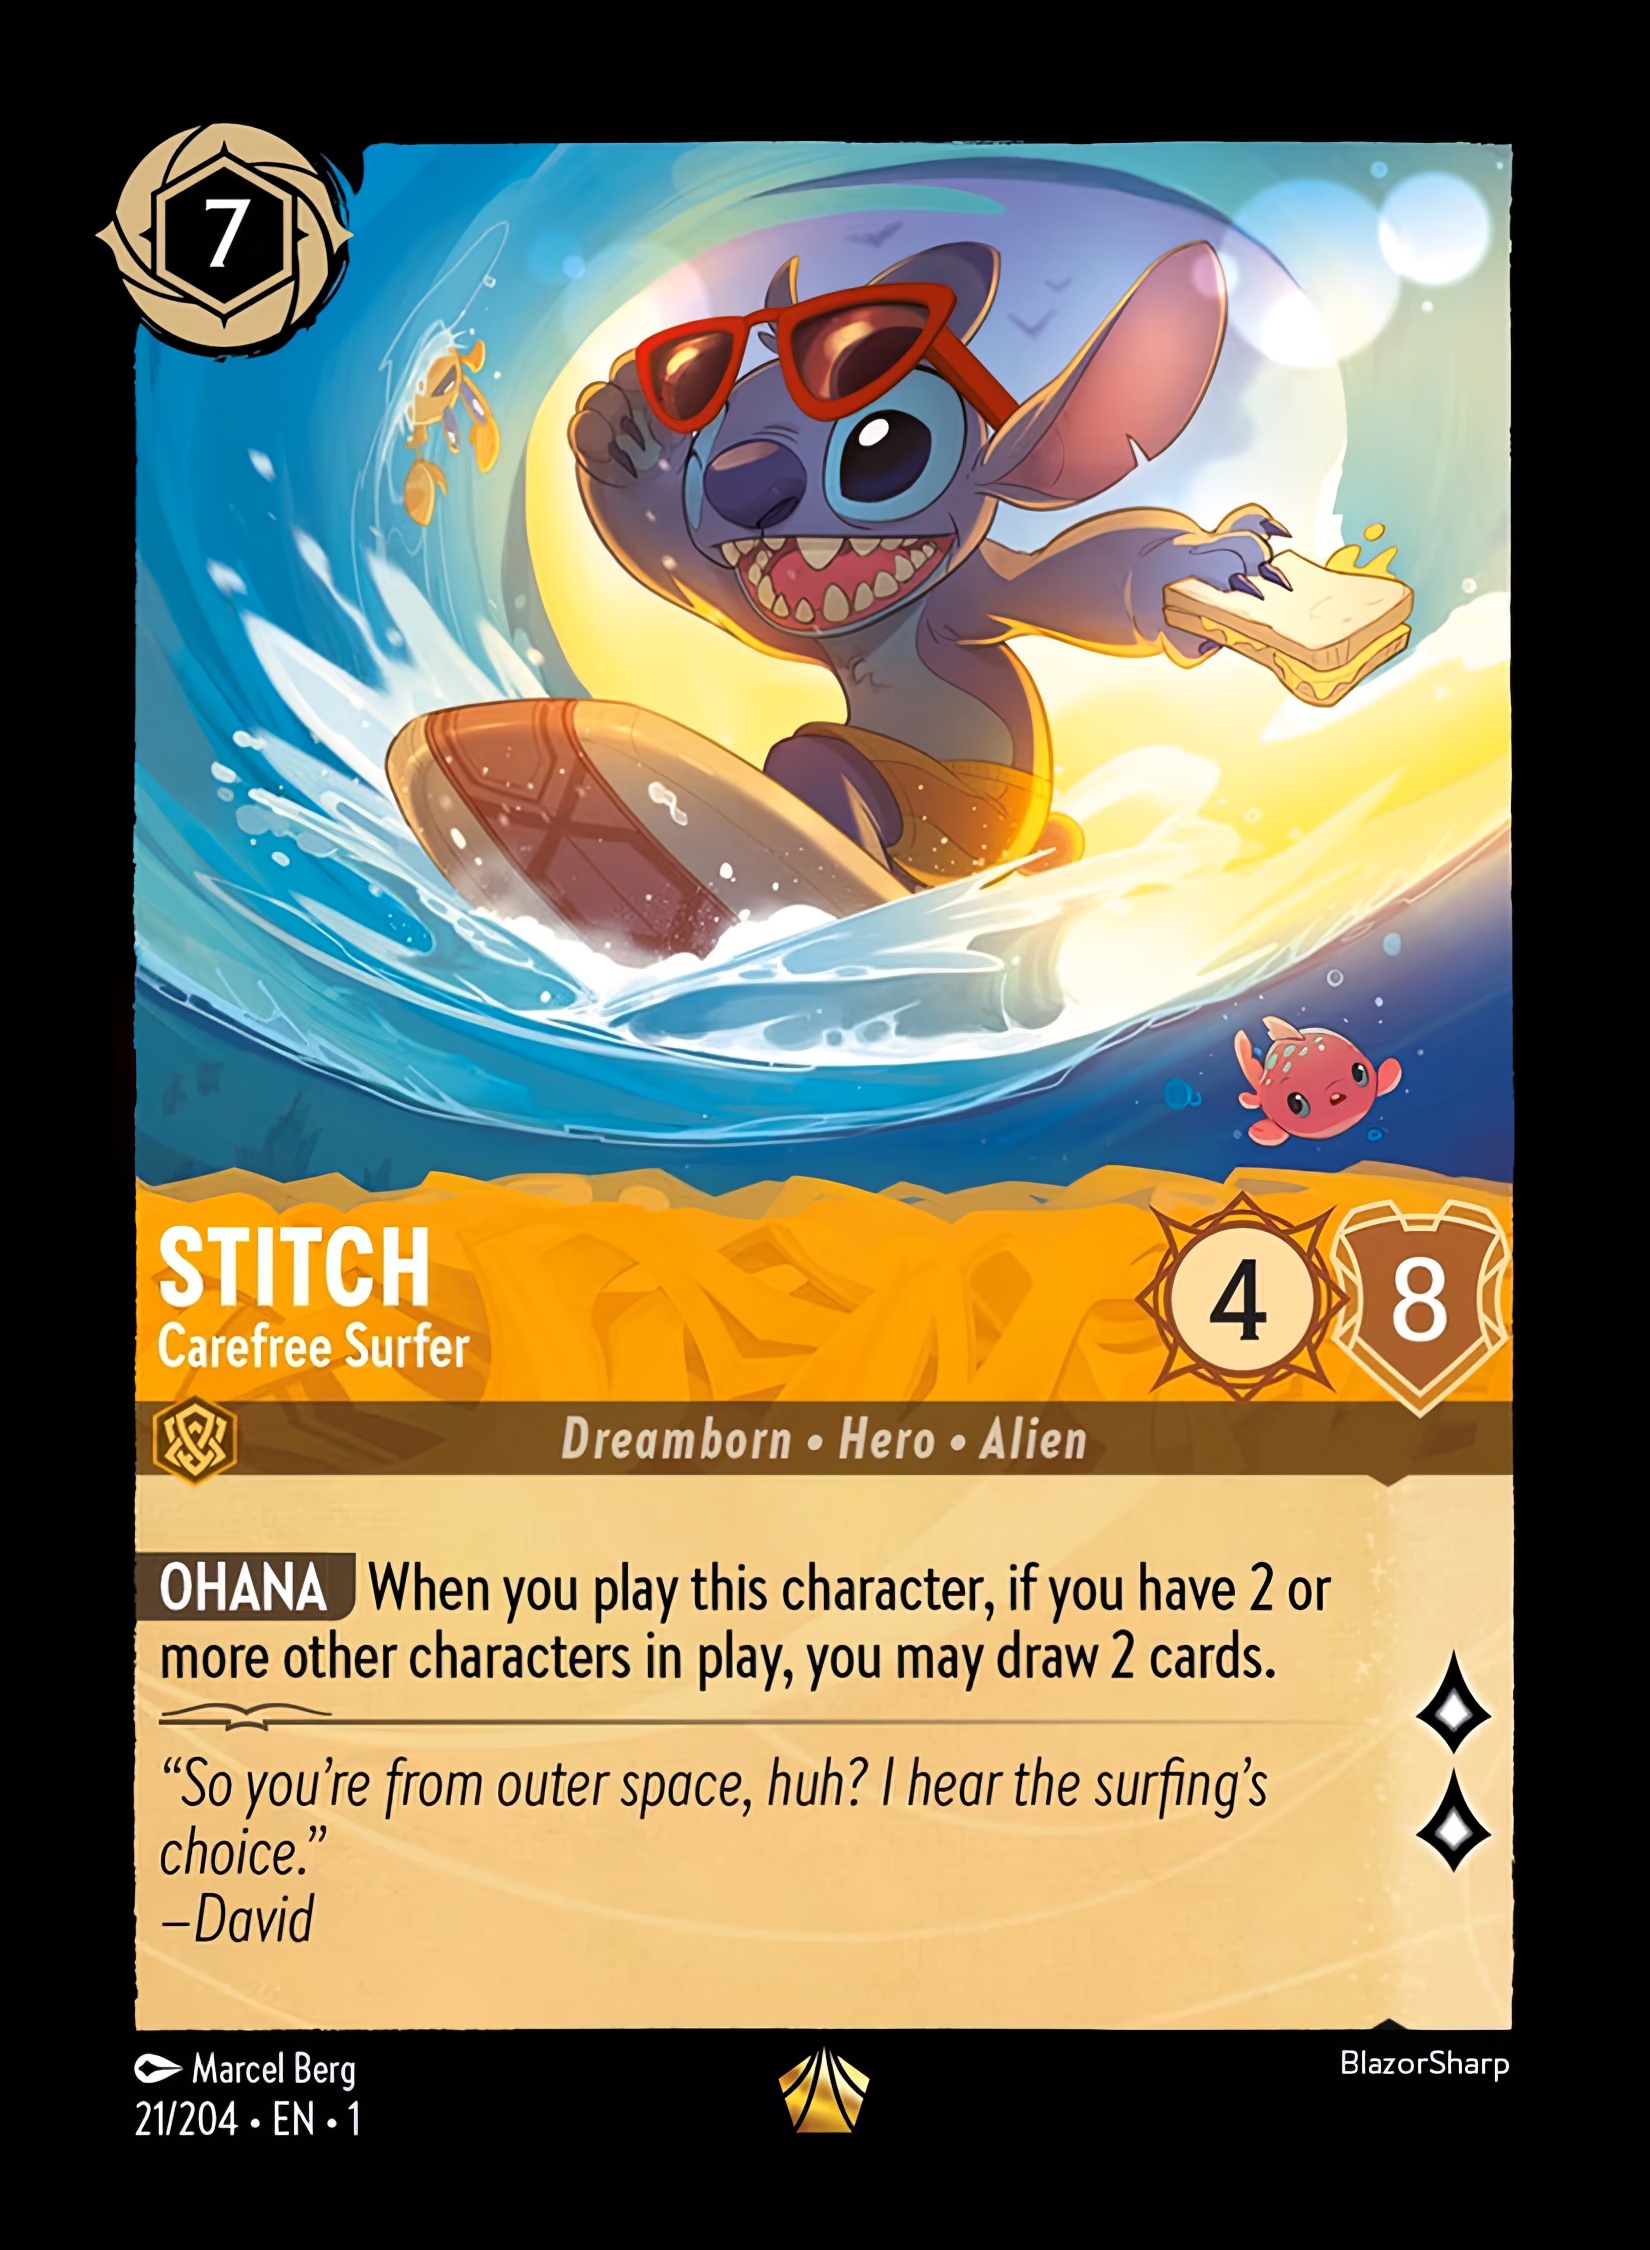 7
STITCH
Carefree Surfer
4
8
Dreamborn • Hero • Alien
OHANA When you play this character, if you have 2 or
more other characters in play, you may draw 2 cards.
“So you’re from outer space, huh? I hear the surfing’s
choice.”
—David
Marcel Berg
21/204 • EN • 1
BlazorSharp